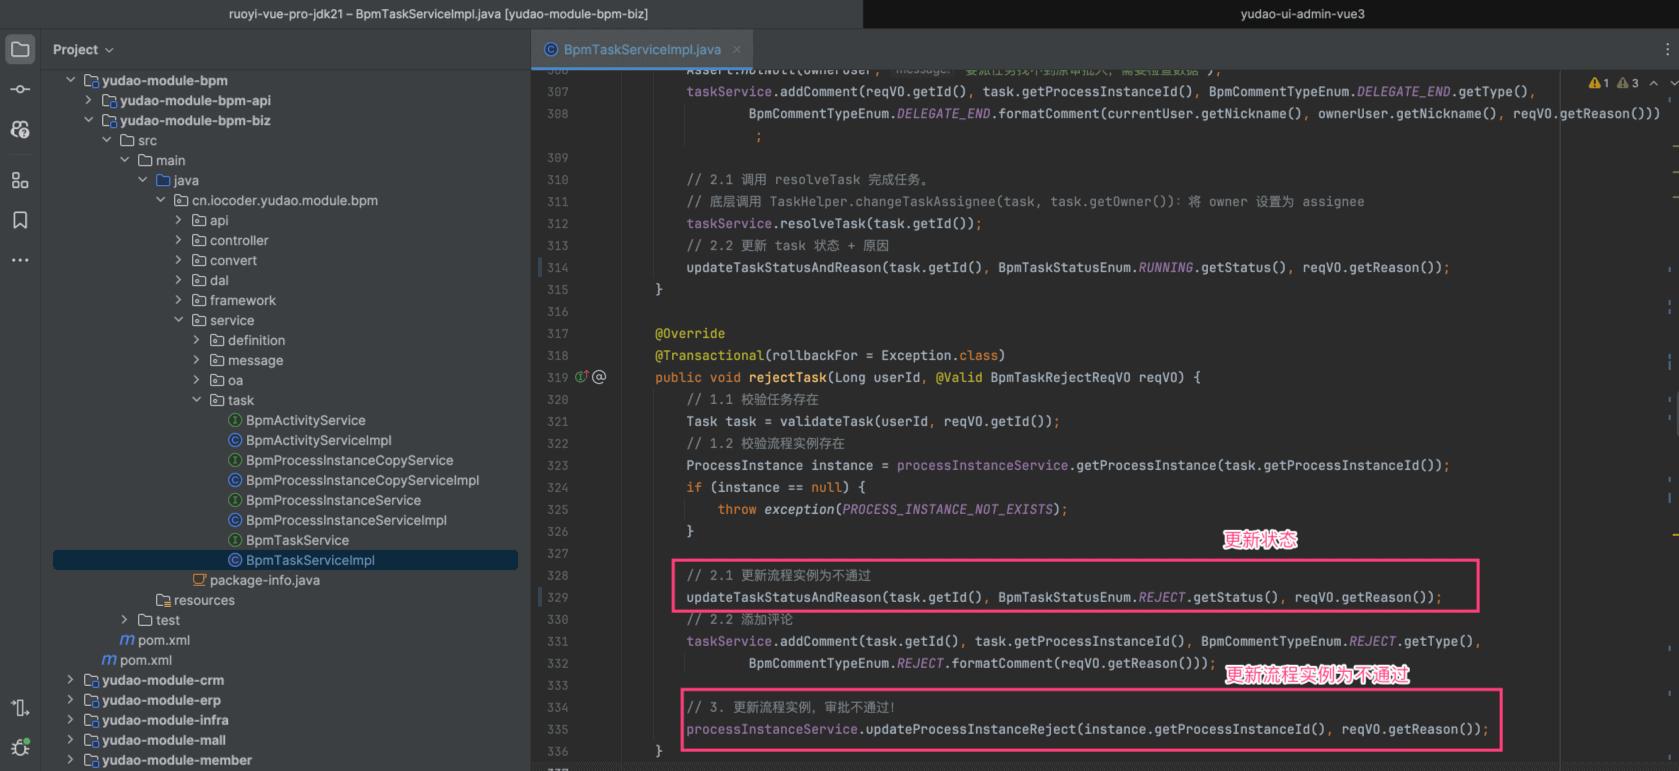 ruoyi-vue-pro-jdk21 – BpmTaskServiceImpl.java [yudao-module-bpm-biz]
yudao-ui-admin-vue3
Project
BpmTaskServiceImpl.java
yudao-module-bpm
yudao-module-bpm-api
yudao-module-bpm-biz
src
main
java
cn.iocoder.yudao.module.bpm
api
controller
convert
dal
framework
service
definition
message
oa
task
BpmActivityService
BpmActivityServiceImpl
BpmProcessInstanceCopyService
BpmProcessInstanceCopyServiceImpl
BpmProcessInstanceService
BpmProcessInstanceServiceImpl
BpmTaskService
BpmTaskServiceImpl
package-info.java
resources
test
pom.xml
pom.xml
yudao-module-crm
yudao-module-erp
yudao-module-infra
yudao-module-mall
yudao-module-member
1 3
307 taskService.addComment(reqVO.getId(), task.getProcessInstanceId(), BpmCommentTypeEnum.DELEGATE_END.getType(),
308 BpmCommentTypeEnum.DELEGATE_END.formatComment(currentUser.getNickname(), ownerUser.getNickname(), reqVO.getReason()))
;
309
310 // 2.1 调用 resolveTask 完成任务。
311 // 底层调用 TaskHelper.changeTaskAssignee(task, task.getOwner())：将 owner 设置为 assignee
312 taskService.resolveTask(task.getId());
313 // 2.2 更新 task 状态 + 原因
314 updateTaskStatusAndReason(task.getId(), BpmTaskStatusEnum.RUNNING.getStatus(), reqVO.getReason());
315 }
316
317 @Override
318 @Transactional(rollbackFor = Exception.class)
319 public void rejectTask(Long userId, @Valid BpmTaskRejectReqVO reqVO) {
320 // 1.1 校验任务存在
321 Task task = validateTask(userId, reqVO.getId());
322 // 1.2 校验流程实例存在
323 ProcessInstance instance = processInstanceService.getProcessInstance(task.getProcessInstanceId());
324 if (instance == null) {
325 throw exception(PROCESS_INSTANCE_NOT_EXISTS);
326 }
更新状态
327
328 // 2.1 更新流程实例为不通过
329 updateTaskStatusAndReason(task.getId(), BpmTaskStatusEnum.REJECT.getStatus(), reqVO.getReason());
330 // 2.2 添加评论
331 taskService.addComment(task.getId(), task.getProcessInstanceId(), BpmCommentTypeEnum.REJECT.getType(),
332 BpmCommentTypeEnum.REJECT.formatComment(reqVO.getReason()));
更新流程实例为不通过
333
334 // 3. 更新流程实例，审批不通过！
335 processInstanceService.updateProcessInstanceReject(instance.getProcessInstanceId(), reqVO.getReason());
336 }